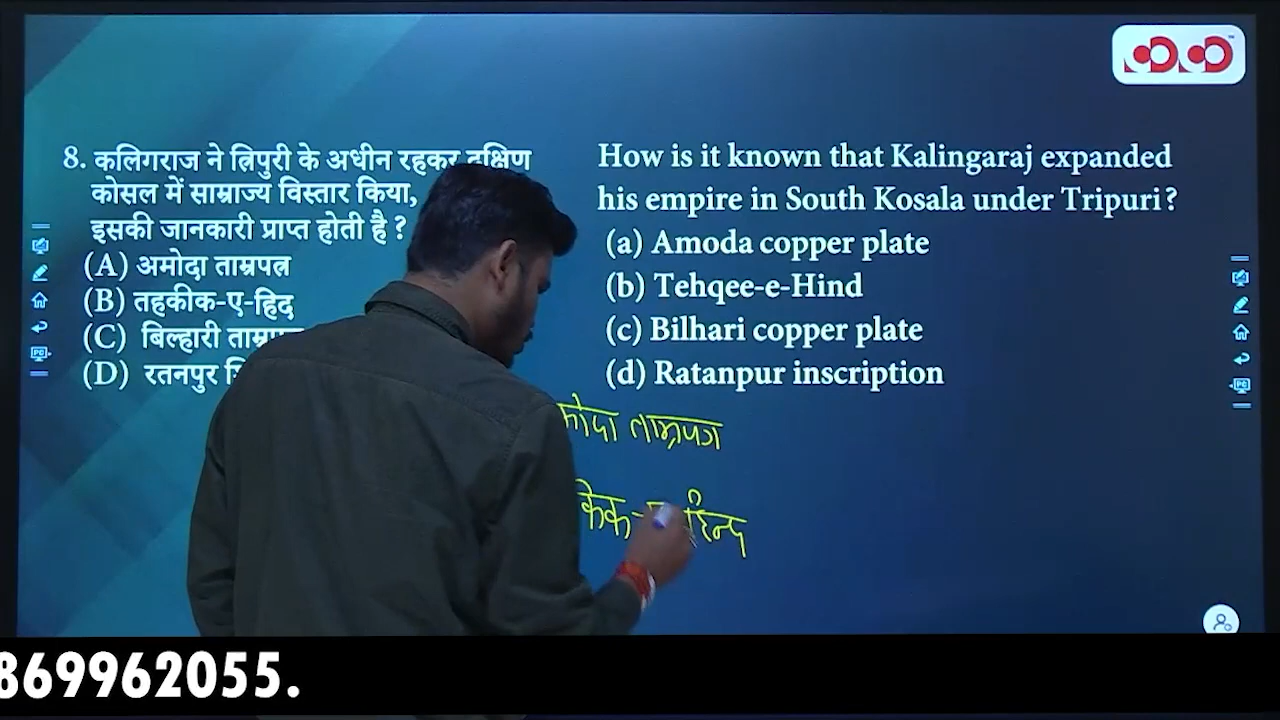 8. कलिगराज ने त्रिपुरी के अधीन रहकर दक्षिण
कोसल में साम्राज्य विस्तार किया,
इसकी जानकारी प्राप्त होती है ?
(A) अमोदा ताम्रपत्र
(B) तहकीक-ए-हिद
(C) बिल्हारी
(D) रतनपुर
How is it known that Kalingaraj expanded
his empire in South Kosala under Tripuri?
(a) Amoda copper plate
(b) Tehqee-e-Hind
(c) Bilhari copper plate
(d) Ratanpur inscription
ताम्रपत्र
हिन्द
869962055.